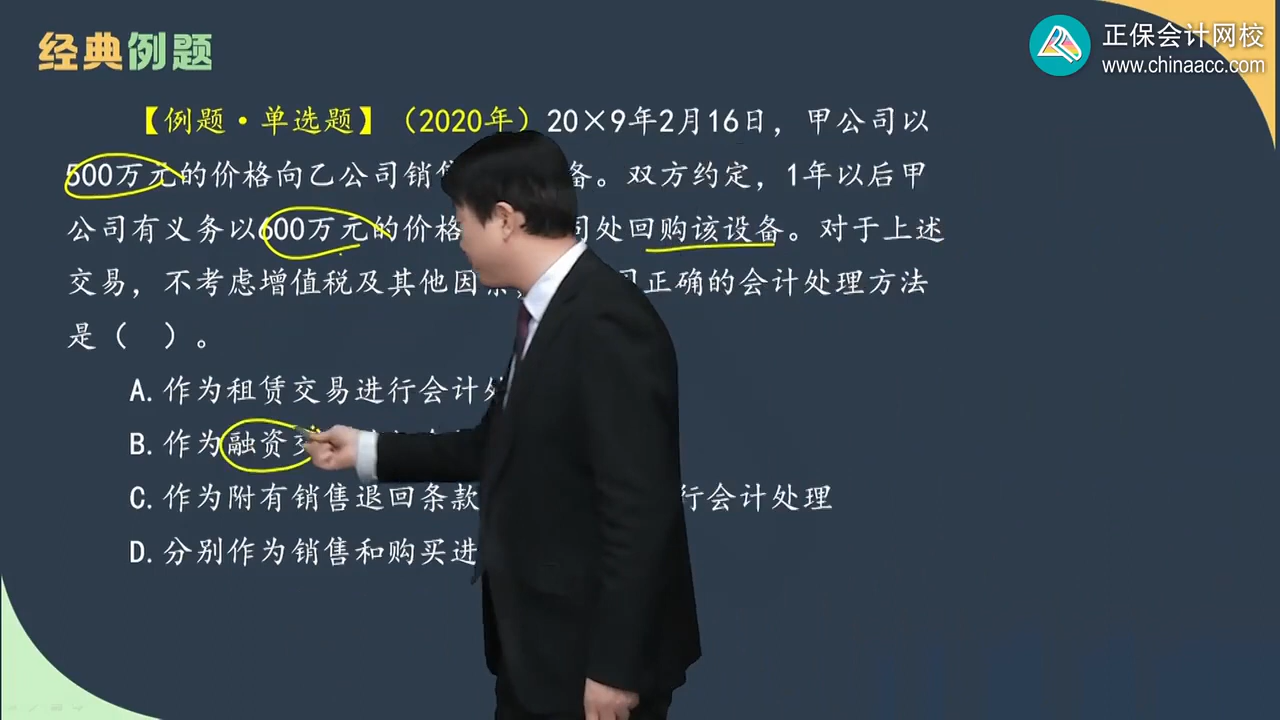 经典例题
正保会计网校
www.chinaacc.com
【例题·单选题】（2020年）20×9年2月16日，甲公司以
500万元的价格向乙公司销 备。双方约定，1年以后甲
公司有义务以600万元的价格 司处回购该设备。对于上述
交易，不考虑增值税及其他因 正确的会计处理方法
是（ ）。
A.作为租赁交易进行会计
B.作为融资
C.作为附有销售退回条款 行会计处理
D.分别作为销售和购买进